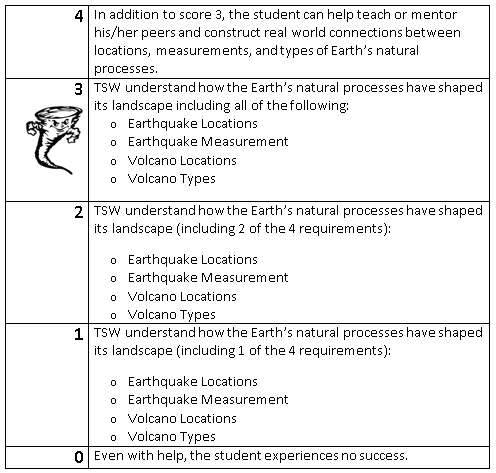 4 In addition to score 3, the student can help teach or mentor
his/her peers and construct real world connections between
locations, measurements, and types of Earth's natural
processes.
3 TSW understand how the Earth's natural processes have shaped
its landscape including all of the following:
o Earthquake Locations
o Earthquake Measurement
o Volcano Locations
o Volcano Types
2 TSW understand how the Earth's natural processes have shaped
its landscape (including 2 of the 4 requirements):
o Earthquake Locations
o Earthquake Measurement
o Volcano Locations
o Volcano Types
1 TSW understand how the Earth's natural processes have shaped
its landscape (including 1 of the 4 requirements):
o Earthquake Locations
o Earthquake Measurement
o Volcano Locations
o Volcano Types
0 Even with help, the student experiences no success.